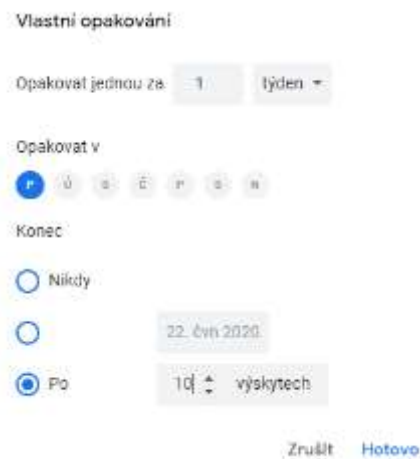 Vlastní opakování
Opakovat jednou za 1 týden
Opakovat v
P Ú S Č P S N
Konec
Nikdy
22. čvn 2020
Po 10 výskytech
Zrušit Hotovo